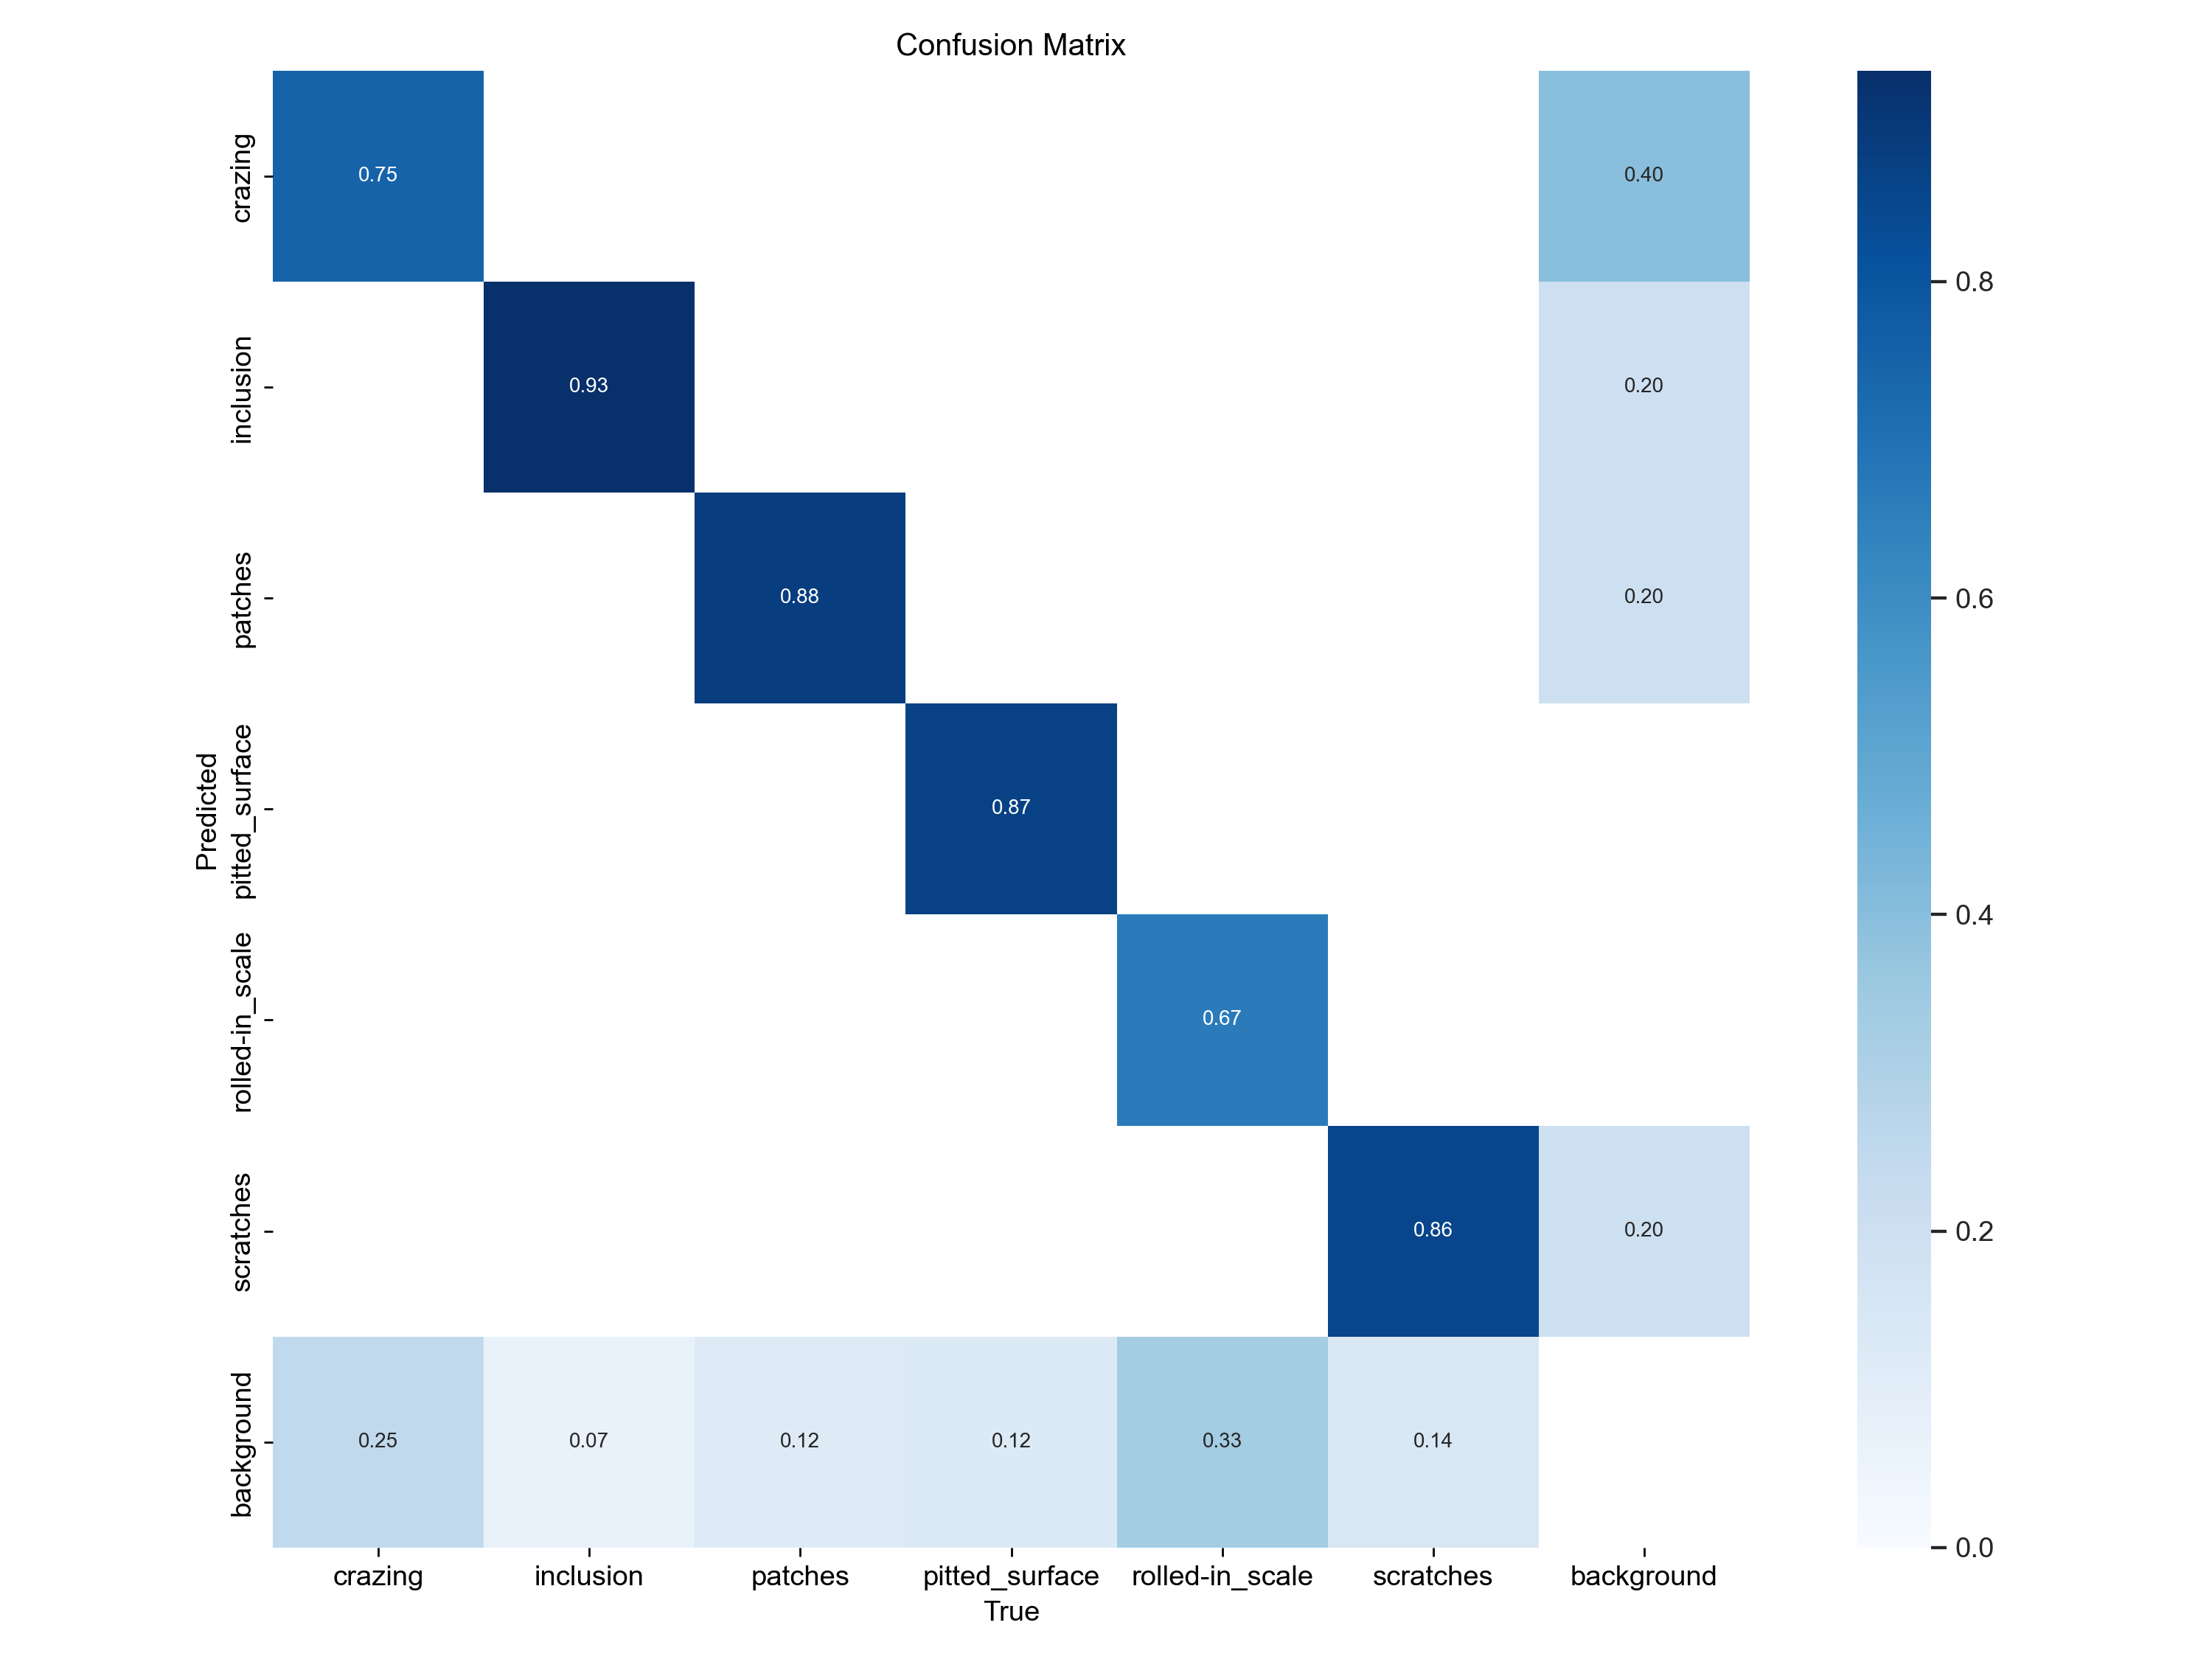 Confusion Matrix
crazing
0.75
0.40
0.8
inclusion
0.93
0.20
patches
0.88
0.20
0.6
Predicted
pitted_surface
0.87
0.4
rolled-in_scale
0.67
scratches
0.86
0.20
0.2
background
0.25 0.07 0.12 0.12 0.33 0.14
0.0
crazing inclusion patches pitted_surface rolled-in_scale scratches background
True